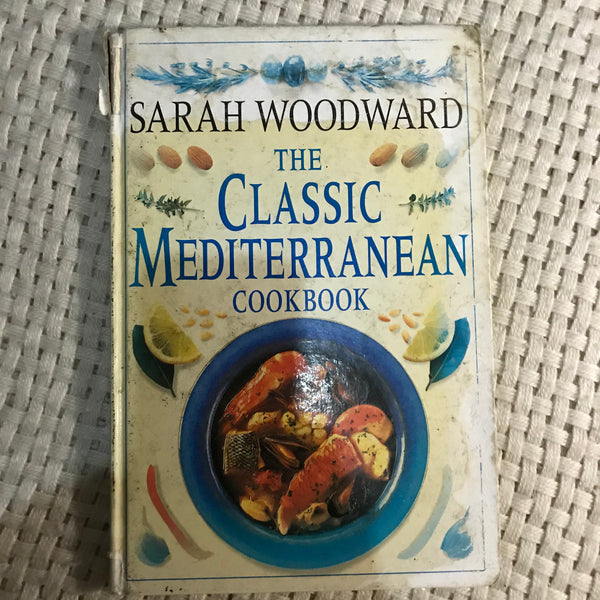 SARAH WOODWARD
THE
CLASSIC
MEDITERRANEAN
COOKBOOK